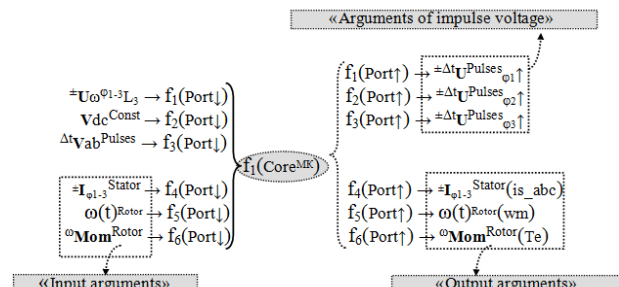 «Arguments of impulse voltage»
±Uωφ1-3L3 → f1(Port↓)
VdcConst → f2(Port↓)
ΔtVabPulses → f3(Port↓)
±Iφ1-3Stator → f4(Port↓)
ω(t)Rotor → f5(Port↓)
ωMomRotor → f6(Port↓)
«Input arguments»
f1(CoreMK)
f1(Port↑) → ±ΔtUPulsesφ1↑
f2(Port↑) → ±ΔtUPulsesφ2↑
f3(Port↑) → ±ΔtUPulsesφ3↑
f4(Port↑) → ±Iφ1-3Stator(is_abc)
f5(Port↑) → ω(t)Rotor(wm)
f6(Port↑) → ωMomRotor(Te)
«Output arguments»